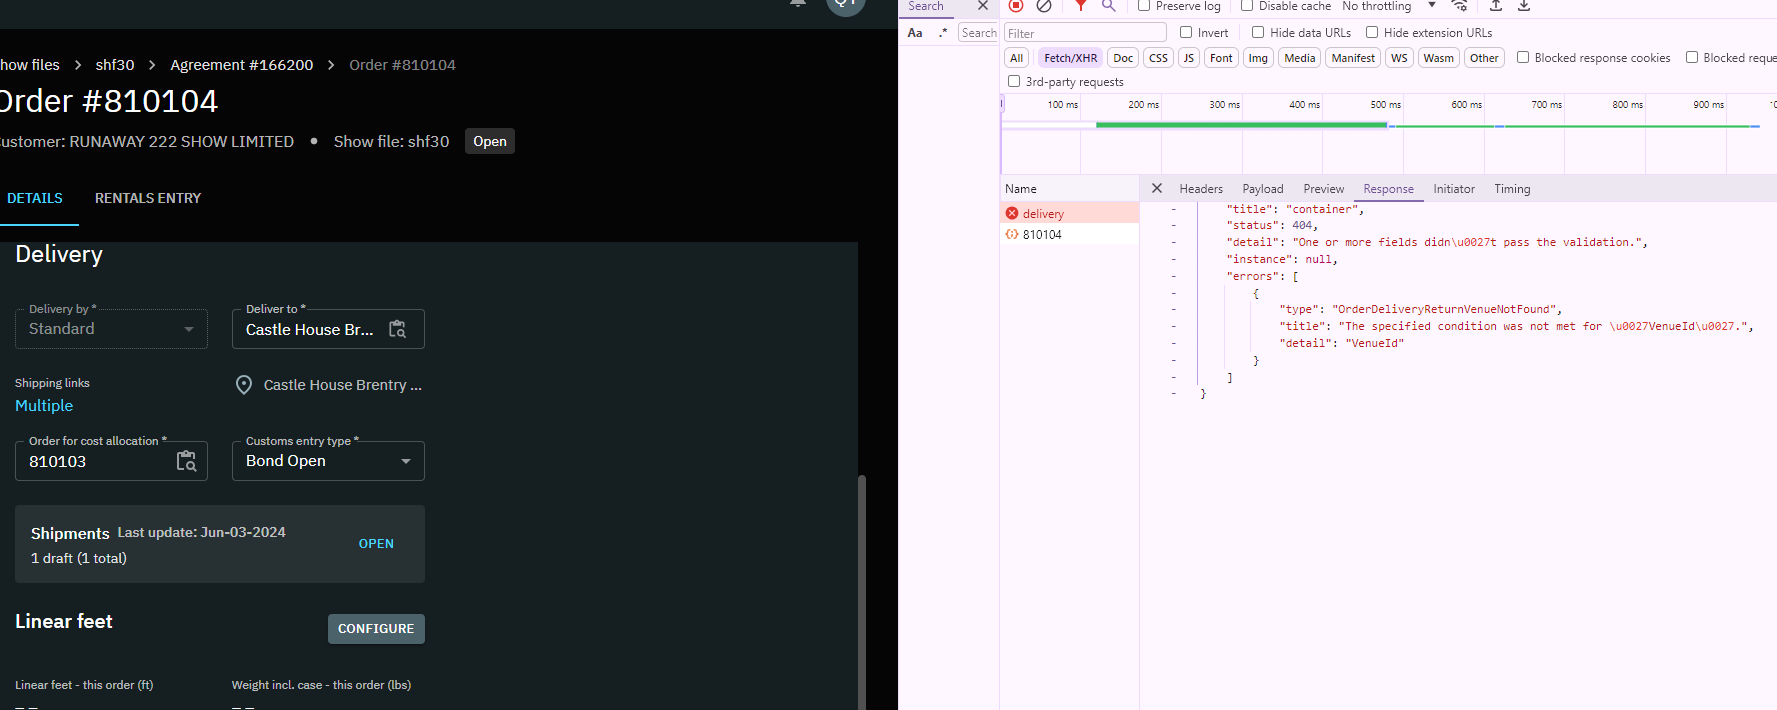 how files > shf30 > Agreement #166200 > Order #810104
Order #810104
ustomer: RUNAWAY 222 SHOW LIMITED • Show file: shf30 Open
DETAILS RENTALS ENTRY
Delivery
Delivery by *
Standard
Deliver to *
Castle House Br...
Shipping links
Multiple
Castle House Brentry ...
Order for cost allocation *
810103
Customs entry type *
Bond Open
Shipments Last update: Jun-03-2024
1 draft (1 total)
OPEN
Linear feet
CONFIGURE
Linear feet - this order (ft)
Weight incl. case - this order (lbs)
Search
Aa .* Search
Preserve log Disable cache No throttling
Filter Invert Hide data URLs Hide extension URLs
All Fetch/XHR Doc CSS JS Font Img Media Manifest WS Wasm Other Blocked response cookies Blocked reque
3rd-party requests
100 ms 200 ms 300 ms 400 ms 500 ms 600 ms 700 ms 800 ms 900 ms
Name
delivery
810104
Headers Payload Preview Response Initiator Timing
- "title": "container",
- "status": 404,
- "detail": "One or more fields didn\u0027t pass the validation.",
- "instance": null,
- "errors": [
- {
- "type": "OrderDeliveryReturnVenueNotFound",
- "title": "The specified condition was not met for \u0027VenueId\u0027.",
- "detail": "VenueId"
- }
- ]
- }